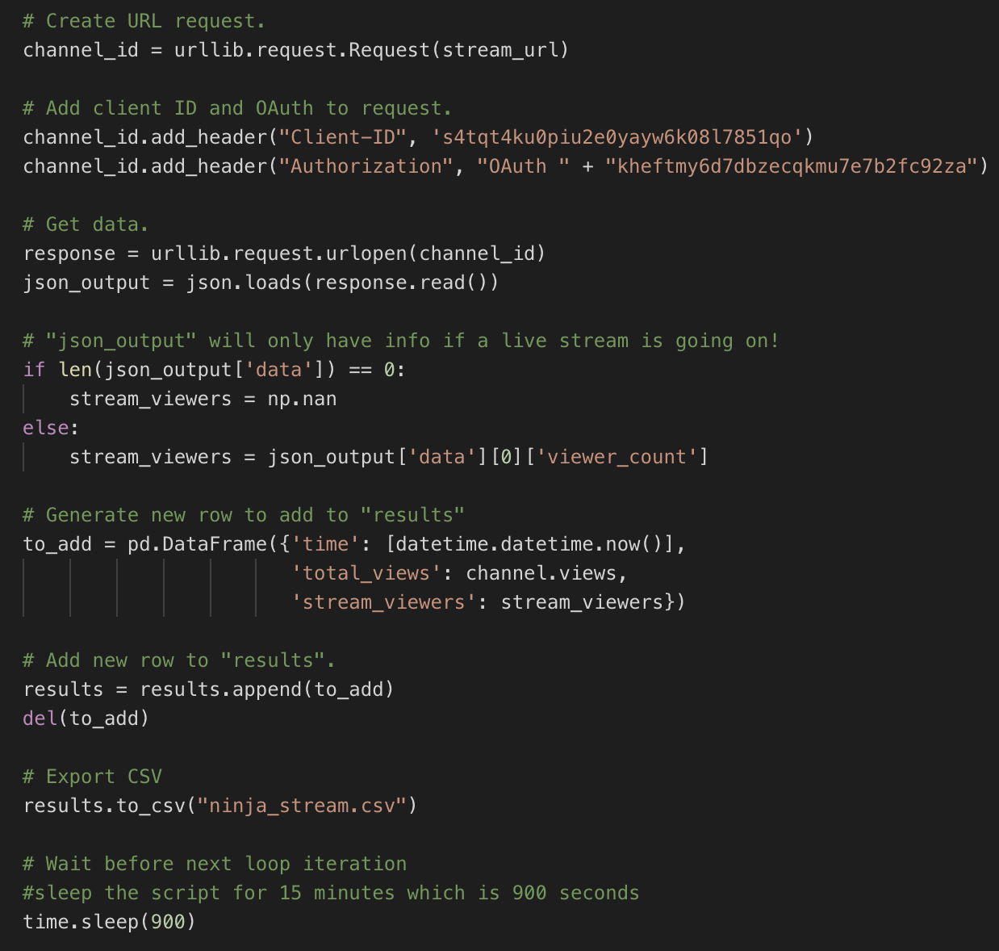 # Create URL request.
channel_id = urllib.request.Request(stream_url)
# Add client ID and OAuth to request.
channel_id.add_header("Client-ID", 's4tqt4ku0piu2e0yayw6k08l7851qo')
channel_id.add_header("Authorization", "OAuth " + "kheftmy6d7dbzecqkmu7e7b2fc92za")
# Get data.
response = urllib.request.urlopen(channel_id)
json_output = json.loads(response.read())
# "json_output" will only have info if a live stream is going on!
if len(json_output['data']) == 0:
    stream_viewers = np.nan
else:
    stream_viewers = json_output['data'][0]['viewer_count']
# Generate new row to add to "results"
to_add = pd.DataFrame({'time': [datetime.datetime.now()],
                       'total_views': channel.views,
                       'stream_viewers': stream_viewers})
# Add new row to "results".
results = results.append(to_add)
del(to_add)
# Export CSV
results.to_csv("ninja_stream.csv")
# Wait before next loop iteration
#sleep the script for 15 minutes which is 900 seconds
time.sleep(900)